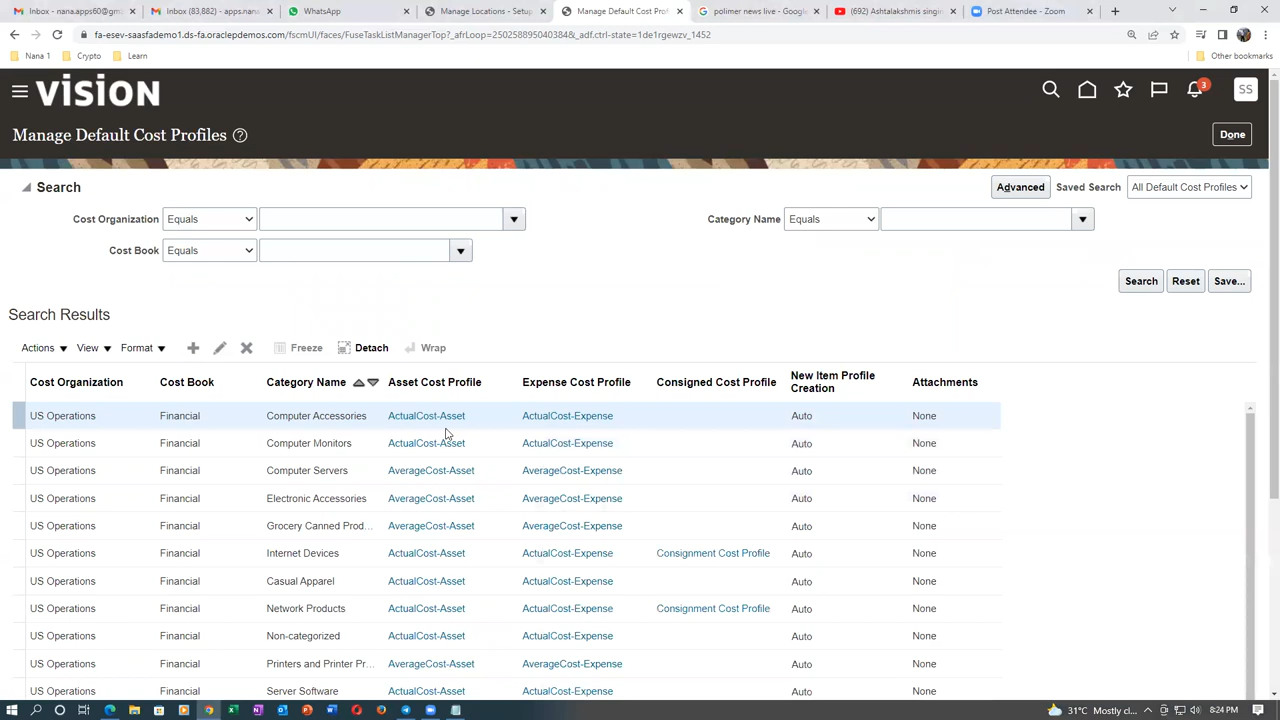 Inbox - nana.apps60@gmail.com
Inbox (83,882) - apps.nana
WhatsApp
Manage Locations - Setup
Manage Default Cost Prof
polimer news live - Google
(692) Ashtalakshmis singin
Post Attendee - Zoom
fa-esev-saasfademo1.ds-fa.oraclepdemos.com/fscmUI/faces/FuseTaskListManagerTop?_afrLoop=2502588950403848&_adf.ctrl-state=1de1rgewzv_1452
Nana 1
Crypto
Learn
Other bookmarks
VISION
3
SS
Manage Default Cost Profiles ?
Done
Search
Advanced Saved Search All Default Cost Profiles
Cost Organization Equals
Category Name Equals
Cost Book Equals
Search Reset Save...
Search Results
Actions View Format Freeze Detach Wrap
Cost Organization Cost Book Category Name Asset Cost Profile Expense Cost Profile Consigned Cost Profile New Item Profile Creation Attachments
US Operations Financial Computer Accessories ActualCost-Asset ActualCost-Expense Auto None
US Operations Financial Computer Monitors ActualCost-Asset ActualCost-Expense Auto None
US Operations Financial Computer Servers AverageCost-Asset AverageCost-Expense Auto None
US Operations Financial Electronic Accessories AverageCost-Asset AverageCost-Expense Auto None
US Operations Financial Grocery Canned Prod... AverageCost-Asset AverageCost-Expense Auto None
US Operations Financial Internet Devices ActualCost-Asset ActualCost-Expense Consignment Cost Profile Auto None
US Operations Financial Casual Apparel ActualCost-Asset ActualCost-Expense Auto None
US Operations Financial Network Products ActualCost-Asset ActualCost-Expense Consignment Cost Profile Auto None
US Operations Financial Non-categorized ActualCost-Asset ActualCost-Expense Auto None
US Operations Financial Printers and Printer Pr... AverageCost-Asset AverageCost-Expense Auto None
US Operations Financial Server Software ActualCost-Asset ActualCost-Expense Auto None
31°C Mostly cl... 8:24 PM